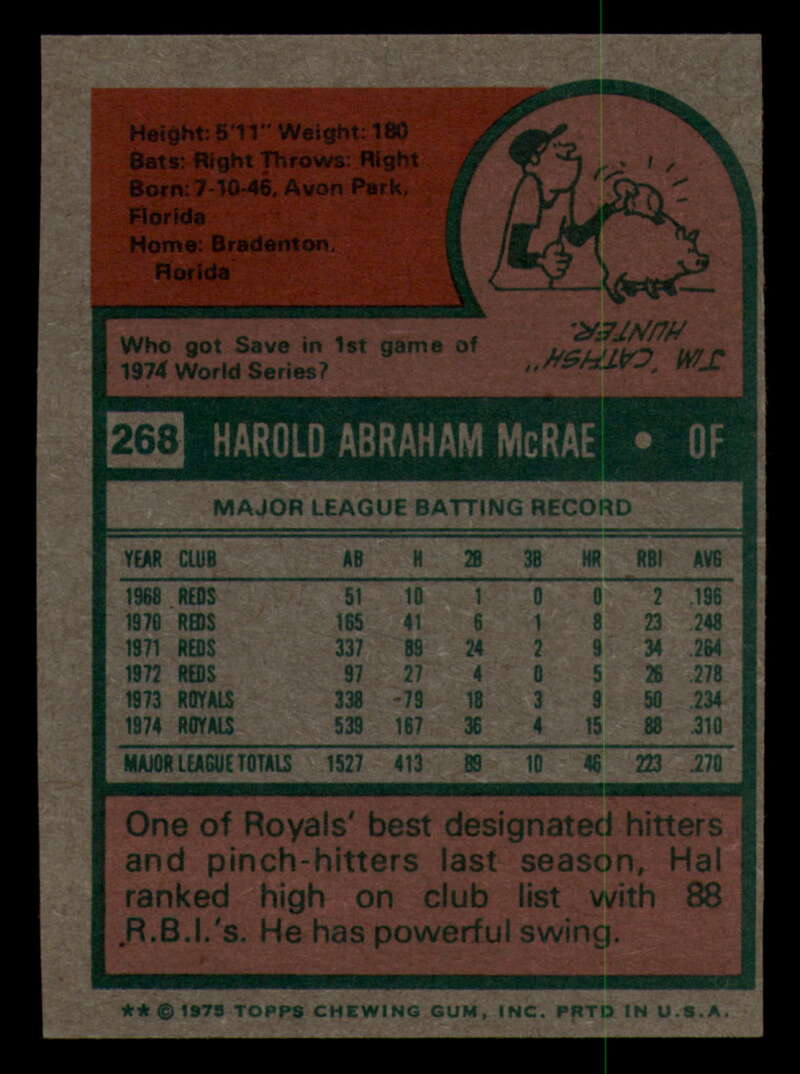 Height: 5'11" Weight: 180
Bats: Right Throws: Right
Born: 7-10-46, Avon Park,
Florida
Home: Bradenton,
Florida
Who got Save in 1st game of
1974 World Series?
JIM "CATFISH"
HUNTER.
268 HAROLD ABRAHAM McRAE • OF
MAJOR LEAGUE BATTING RECORD
YEAR CLUB AB H 2B 3B HR RBI AVG
1968 REDS 51 10 1 0 0 2 .196
1970 REDS 165 41 6 1 8 23 .248
1971 REDS 337 89 24 2 9 34 .264
1972 REDS 97 27 4 0 5 26 .278
1973 ROYALS 338 79 18 3 9 50 .234
1974 ROYALS 539 167 36 4 15 88 .310
MAJOR LEAGUE TOTALS 1527 413 89 10 46 223 .270
One of Royals' best designated hitters
and pinch-hitters last season, Hal
ranked high on club list with 88
R.B.I.'s. He has powerful swing.
** © 1975 TOPPS CHEWING GUM, INC. PRTD IN U.S.A.